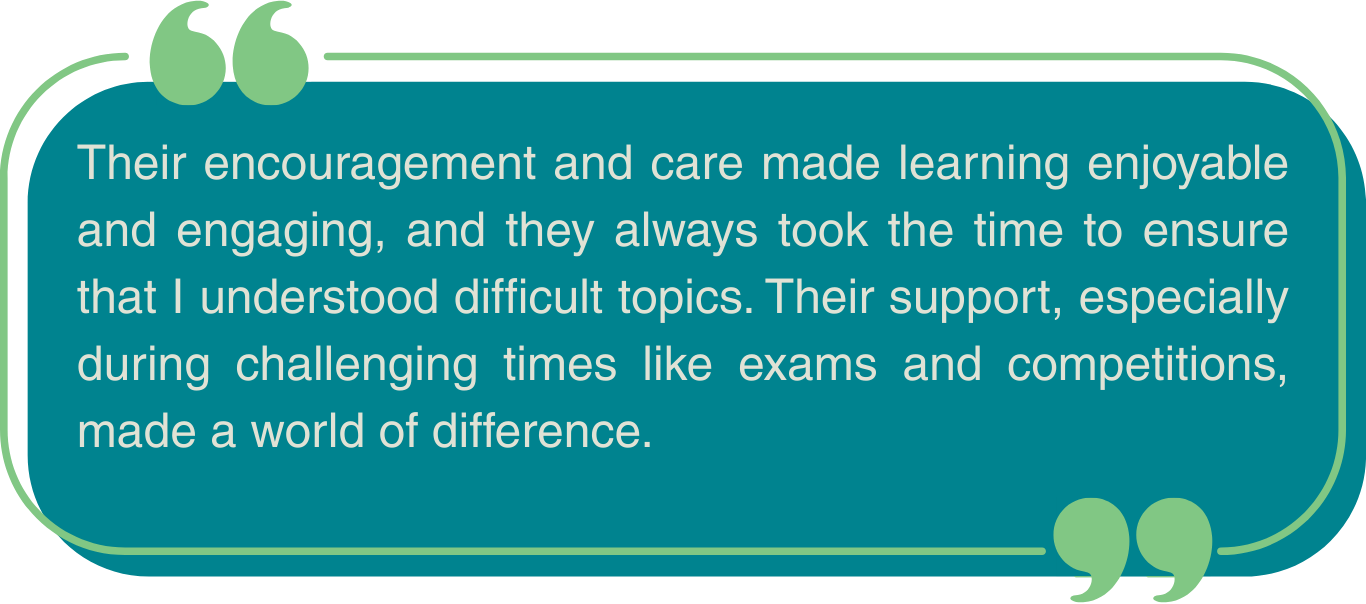 Their encouragement and care made learning enjoyable
and engaging, and they always took the time to ensure
that I understood difficult topics. Their support, especially
during challenging times like exams and competitions,
made a world of difference.